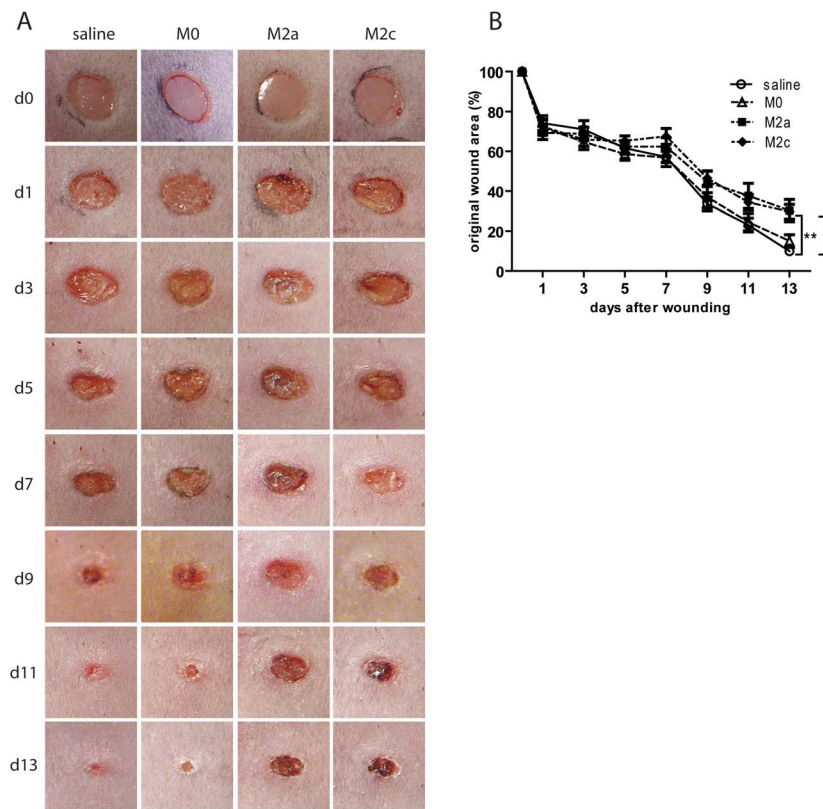 A
saline M0 M2a M2c
d0
d1
d3
d5
d7
d9
d11
d13
B
original wound area (%)
100
80
60
40
20
0
1 3 5 7 9 11 13
days after wounding
saline
M0
M2a
M2c
**